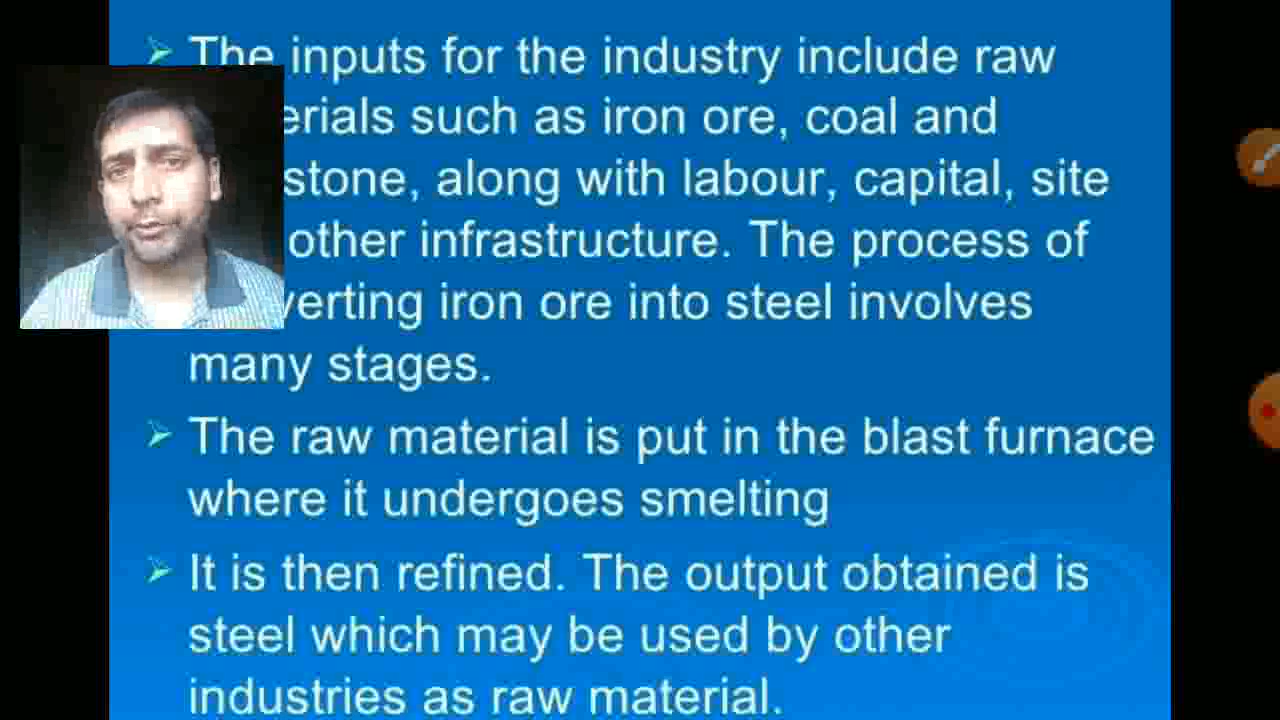 The inputs for the industry include raw
erials such as iron ore, coal and
stone, along with labour, capital, site
other infrastructure. The process of
verting iron ore into steel involves
many stages.
The raw material is put in the blast furnace
where it undergoes smelting
It is then refined. The output obtained is
steel which may be used by other
industries as raw material.